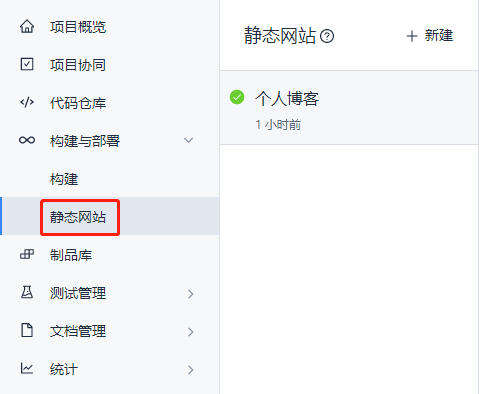 项目概览
项目协同
代码仓库
构建与部署
构建
静态网站
制品库
测试管理
文档管理
统计
静态网站
新建
个人博客
1 小时前